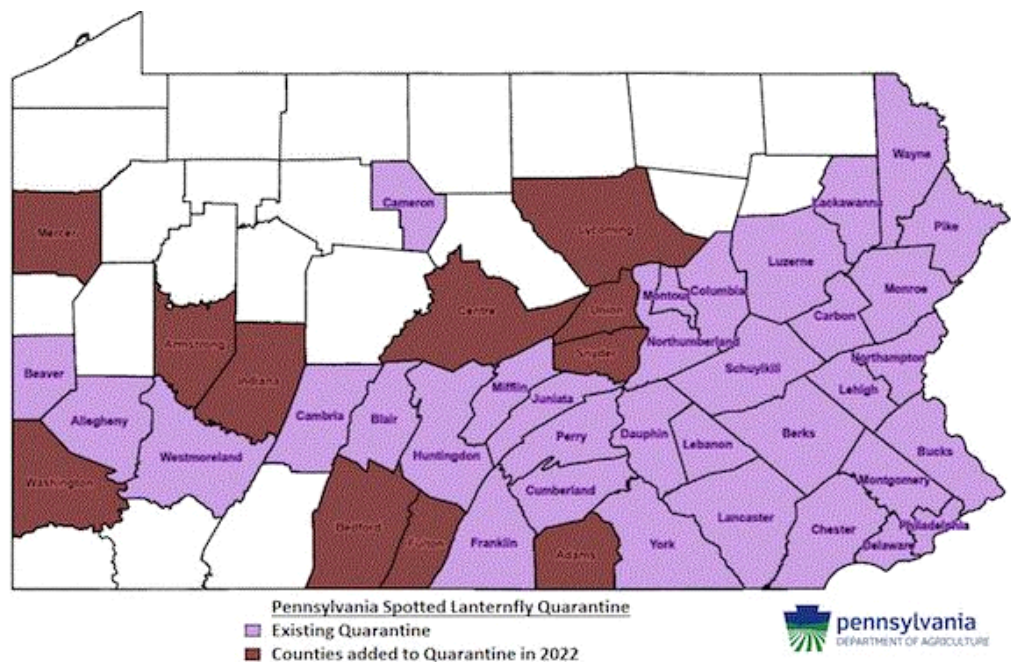 Wayne
Cameron
Lackawanna
Mercer
Lycoming
Pike
Luzerne
Monroe
Montour
Columbia
Centre
Union
Carbon
Armstrong
Snyder
Northumberland
Northampton
Beaver
Indiana
Schuylkill
Mifflin
Lehigh
Juniata
Allegheny
Cambria
Blair
Perry
Dauphin
Lebanon
Berks
Bucks
Westmoreland
Huntingdon
Washington
Cumberland
Montgomery
Lancaster
Bedford
Fulton
Franklin
Adams
York
Chester
Philadelphia
Delaware
Pennsylvania Spotted Lanternfly Quarantine
Existing Quarantine
Counties added to Quarantine in 2022
pennsylvania
DEPARTMENT OF AGRICULTURE